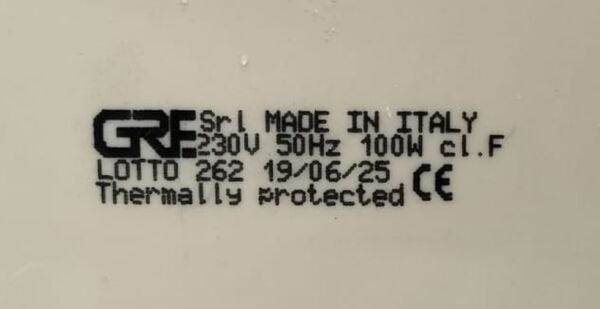 GRE Srl MADE IN ITALY
230V 50Hz 100W cl.F
LOTTO 262 19/06/25 CE
Thermally protected